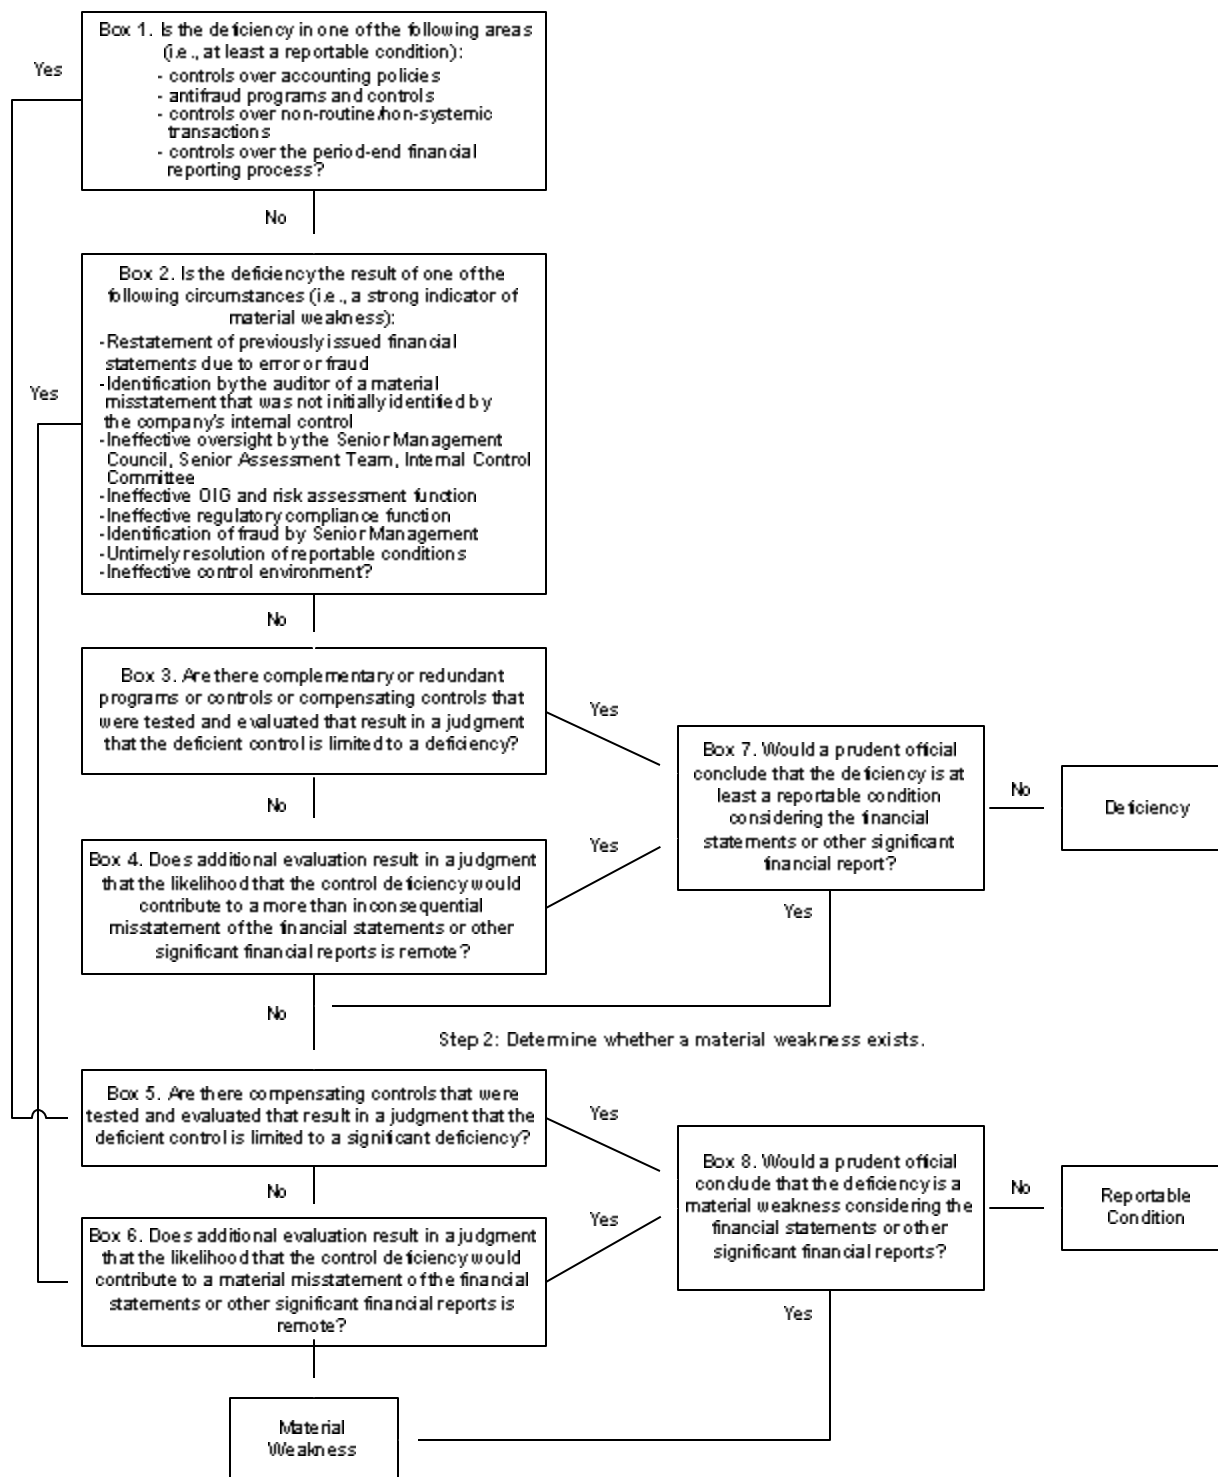 Box 1. Is the deficiency in one of the following areas
(i.e., at least a reportable condition):
Yes
- controls over accounting policies
- antifraud programs and controls
- controls over non-routine/non-systemic
transactions
- controls over the period-end financial
reporting process?
No
Box 2. Is the deficiency the result of one of the
following circumstances (i.e., a strong indicator of
material weakness):
-Restatement of previously issued financial
statements due to error or fraud
Yes
-Identification by the auditor of a material
misstatement that was not initially identified by
the company's internal control
-Ineffective oversight by the Senior Management
Council, Senior Assessment Team, Internal Control
Committee
-Ineffective OIG and risk assessment function
-Ineffective regulatory compliance function
-Identification of fraud by Senior Management
-Untimely resolution of reportable conditions
-Ineffective control environment?
No
Box 3. Are there complementary or redundant
programs or controls or compensating controls that
were tested and evaluated that result in a judgment
that the deficient control is limited to a deficiency?
Yes
No
Box 7. Would a prudent official
conclude that the deficiency is at
least a reportable condition
considering the financial
statements or other significant
financial report?
No
Deficiency
Box 4. Does additional evaluation result in a judgment
that the likelihood that the control deficiency would
contribute to a more than inconsequential
misstatement of the financial statements or other
significant financial reports is remote?
Yes
Yes
No
Step 2: Determine whether a material weakness exists.
Box 5. Are there compensating controls that were
tested and evaluated that result in a judgment that the
deficient control is limited to a significant deficiency?
Yes
No
Box 8. Would a prudent official
conclude that the deficiency is a
material weakness considering the
financial statements or other
significant financial reports?
No
Reportable
Condition
Box 6. Does additional evaluation result in a judgment
that the likelihood that the control deficiency would
contribute to a material misstatement of the financial
statements or other significant financial reports is
remote?
Yes
Yes
Material
Weakness